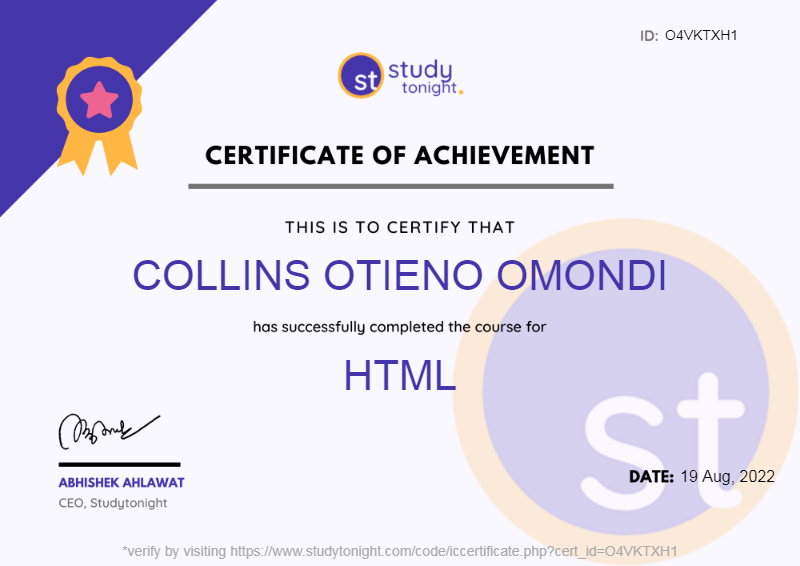 ID: O4VKTXH1
st study
tonight.
CERTIFICATE OF ACHIEVEMENT
THIS IS TO CERTIFY THAT
COLLINS OTIENO OMONDI
has successfully completed the course for
HTML
st
ABHISHEK AHLAWAT
CEO, Studytonight
DATE: 19 Aug, 2022
*verify by visiting https://www.studytonight.com/code/iccertificate.php?cert_id=O4VKTXH1